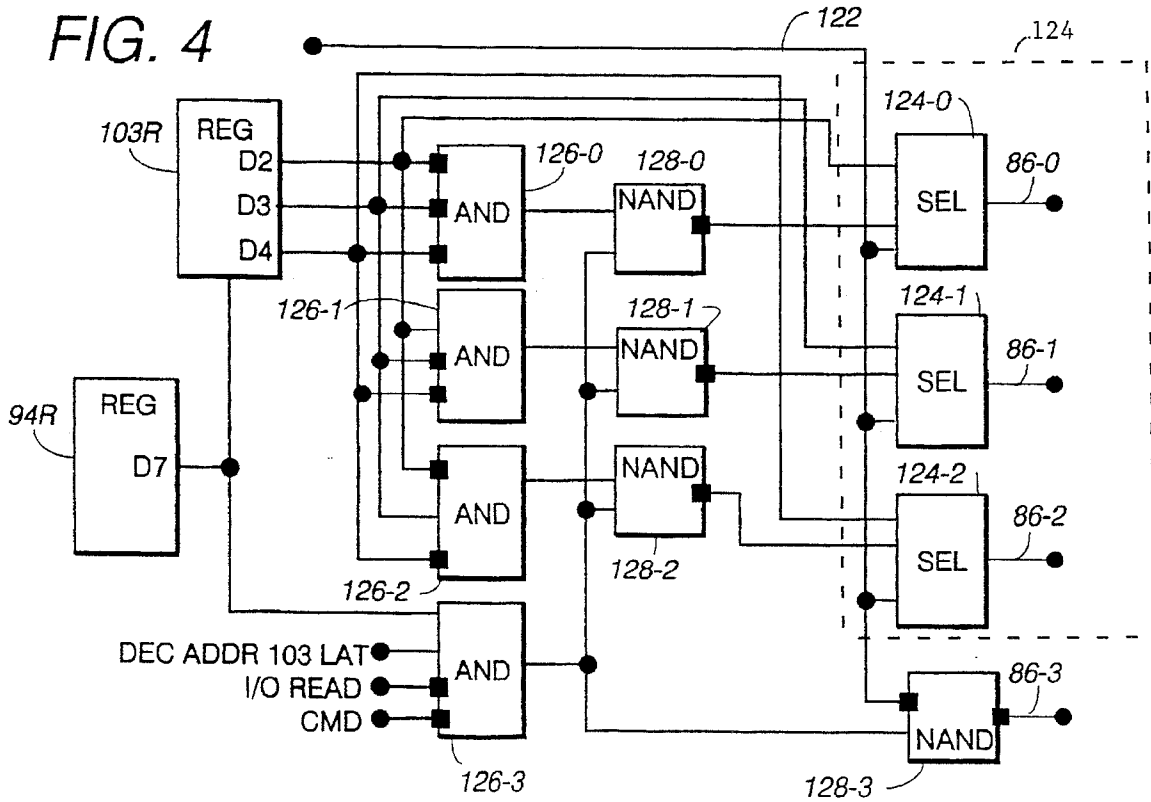 FIG. 4
122
124
REG
103R
D2
D3
D4
AND
126-0
NAND
128-0
SEL
124-0
86-0
126-1
AND
NAND
128-1
SEL
124-1
86-1
REG
94R
D7
AND
126-2
NAND
128-2
SEL
124-2
86-2
DEC ADDR 103 LAT
I/O READ
CMD
AND
126-3
NAND
128-3
86-3